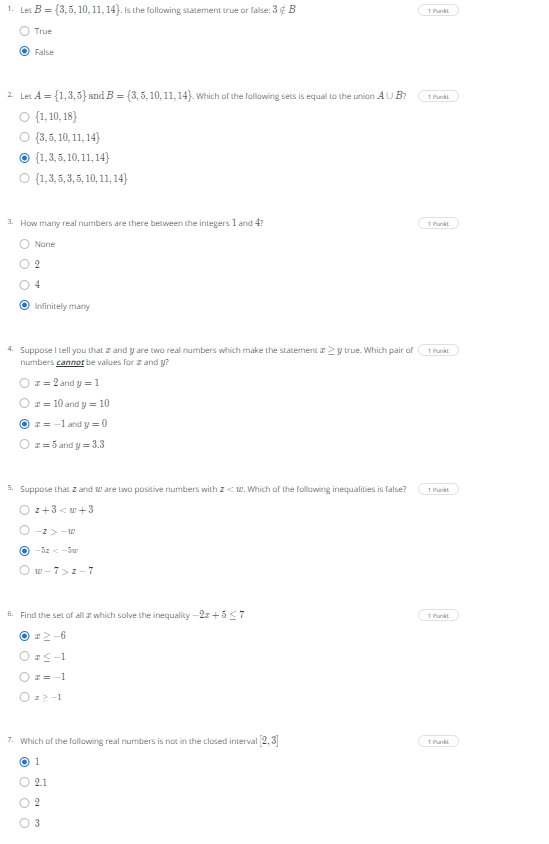 1. Let B = {3, 5, 10, 11, 14}. Is the following statement true or false: 3 ∉ B
1 Punkt
True
False
2. Let A = {1, 3, 5} and B = {3, 5, 10, 11, 14}. Which of the following sets is equal to the union A ∪ B?
1 Punkt
{1, 10, 18}
{3, 5, 10, 11, 14}
{1, 3, 5, 10, 11, 14}
{1, 3, 5, 3, 5, 10, 11, 14}
3. How many real numbers are there between the integers 1 and 4?
1 Punkt
None
2
4
Infinitely many
4. Suppose I tell you that x and y are two real numbers which make the statement x ≥ y true. Which pair of
1 Punkt
numbers cannot be values for x and y?
x = 2 and y = 1
x = 10 and y = 10
x = −1 and y = 0
x = 5 and y = 3.3
5. Suppose that z and w are two positive numbers with z < w. Which of the following inequalities is false?
1 Punkt
z + 3 < w + 3
−z > −w
−5z < −5w
w − 7 > z − 7
6. Find the set of all x which solve the inequality −2x + 5 ≤ 7
1 Punkt
x ≥ −6
x ≤ −1
x = −1
x ≥ −1
7. Which of the following real numbers is not in the closed interval [2, 3]
1 Punkt
1
2.1
2
3